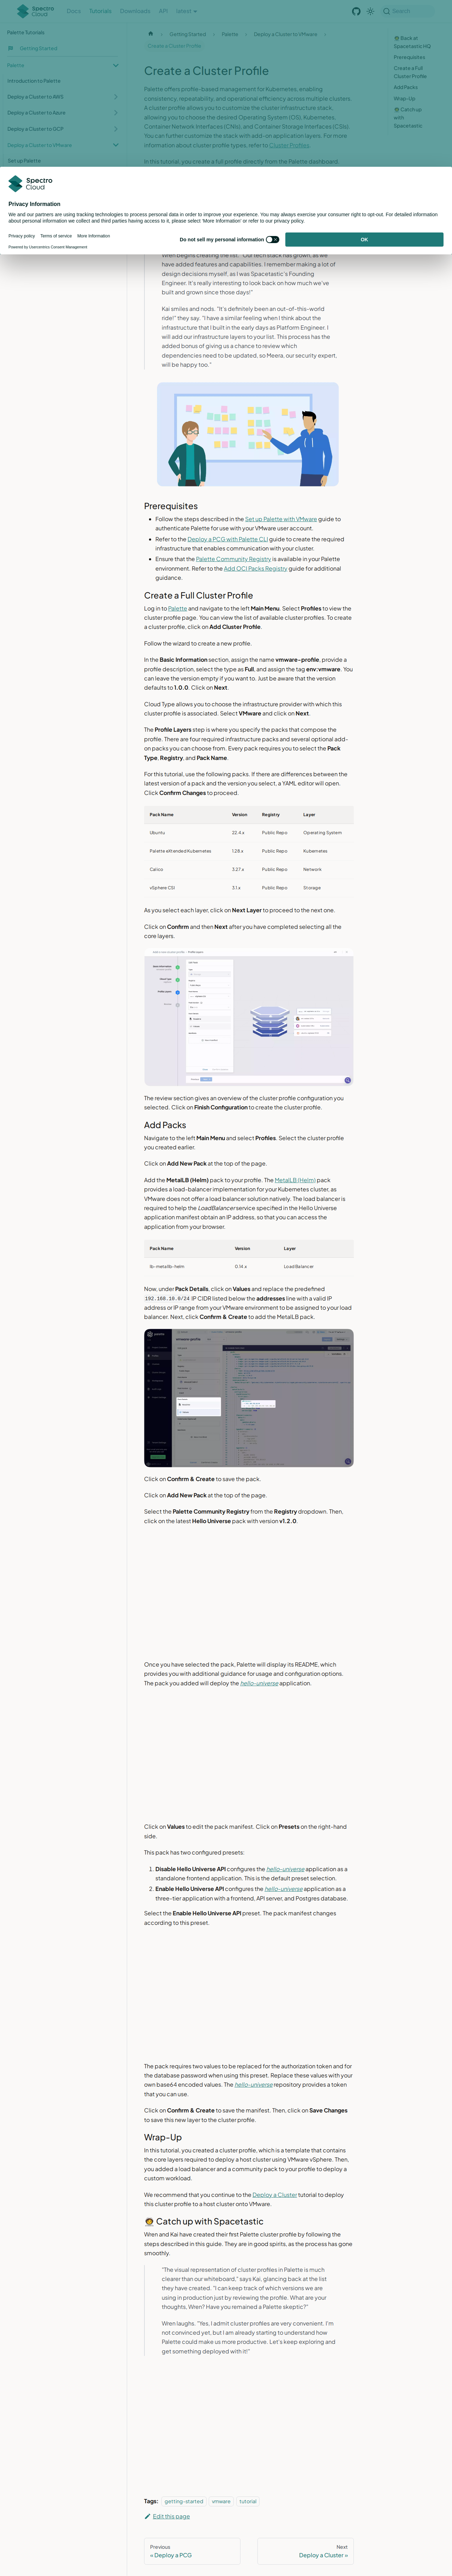 Spectro Cloud
Docs
Tutorials
Downloads
API
latest
Search
Palette Tutorials
Getting Started
Palette
Introduction to Palette
Deploy a Cluster to AWS
Deploy a Cluster to Azure
Deploy a Cluster to GCP
Deploy a Cluster to VMware
Set up Palette
Getting Started
Palette
Deploy a Cluster to VMware
Create a Cluster Profile
Back at
Spacetastic HQ
Prerequisites
Create a Full
Cluster Profile
Add Packs
Wrap-Up
Catch up
with
Spacetastic
Create a Cluster Profile
Palette offers profile-based management for Kubernetes, enabling
consistency, repeatability, and operational efficiency across multiple clusters.
A cluster profile allows you to customize the cluster infrastructure stack,
allowing you to choose the desired Operating System (OS), Kubernetes,
Container Network Interfaces (CNIs), and Container Storage Interfaces (CSIs).
You can then further customize the stack with add-on application layers. For
more information about cluster profile types, refer to Cluster Profiles.
In this tutorial, you create a full profile directly from the Palette dashboard.
Spectro Cloud
Privacy Information
We and our partners are using tracking technologies to process personal data in order to improve your experience. You may always exercise your consumer right to opt-out. For detailed information
about personal information we collect and third parties having access to it, please select 'More Information' or refer to our privacy policy.
Privacy policy
Terms of service
More Information
Powered by Usercentrics Consent Management
Do not sell my personal information
OK
begins while creating the list. "Our tech stack has grown, as we
have added features and capabilities. I remember making a lot of
design decisions myself, as I was Spacetastic's Founding
Engineer. It's really interesting to look back on how much we've
built and grown since those days!"
Kai smiles and nods. "It's definitely been an out-of-this-world
ride!" they say. "I have a similar feeling when I think about the
infrastructure that I built in the early days as Platform Engineer. I
will add our infrastructure layers to your list. This process has the
added bonus of giving us a chance to review which
dependencies need to be updated, so Meera, our security expert,
will be happy too."
Prerequisites
Follow the steps described in the Set up Palette with VMware guide to
authenticate Palette for use with your VMware user account.
Refer to the Deploy a PCG with Palette CLI guide to create the required
infrastructure that enables communication with your cluster.
Ensure that the Palette Community Registry is available in your Palette
environment. Refer to the Add OCI Packs Registry guide for additional
guidance.
Create a Full Cluster Profile
Log in to Palette and navigate to the left Main Menu. Select Profiles to view the
cluster profile page. You can view the list of available cluster profiles. To create
a cluster profile, click on Add Cluster Profile.
Follow the wizard to create a new profile.
In the Basic Information section, assign the name vmware-profile, provide a
profile description, select the type as Full, and assign the tag env:vmware. You
can leave the version empty if you want to. Just be aware that the version
defaults to 1.0.0. Click on Next.
Cloud Type allows you to choose the infrastructure provider with which this
cluster profile is associated. Select VMware and click on Next.
The Profile Layers step is where you specify the packs that compose the
profile. There are four required infrastructure packs and several optional add-
on packs you can choose from. Every pack requires you to select the Pack
Type, Registry, and Pack Name.
For this tutorial, use the following packs. If there are differences between the
latest version of a pack and the version you select, a YAML editor will open.
Click Confirm Changes to proceed.
Pack Name Version Registry Layer
Ubuntu 22.4.x Public Repo Operating System
Palette eXtended Kubernetes 1.28.x Public Repo Kubernetes
Calico 3.27.x Public Repo Network
vSphere CSI 3.1.x Public Repo Storage
As you select each layer, click on Next Layer to proceed to the next one.
Click on Confirm and then Next after you have completed selecting all the
core layers.
The review section gives an overview of the cluster profile configuration you
selected. Click on Finish Configuration to create the cluster profile.
Add Packs
Navigate to the left Main Menu and select Profiles. Select the cluster profile
you created earlier.
Click on Add New Pack at the top of the page.
Add the MetalLB (Helm) pack to your profile. The MetalLB (Helm) pack
provides a load-balancer implementation for your Kubernetes cluster, as
VMware does not offer a load balancer solution natively. The load balancer is
required to help the LoadBalancer service specified in the Hello Universe
application manifest obtain an IP address, so that you can access the
application from your browser.
Pack Name Version Layer
lb-metallb-helm 0.14.x Load Balancer
Now, under Pack Details, click on Values and replace the predefined
192.168.10.0/24 IP CIDR listed below the addresses line with a valid IP
address or IP range from your VMware environment to be assigned to your load
balancer. Next, click Confirm & Create to add the MetalLB pack.
Click on Confirm & Create to save the pack.
Click on Add New Pack at the top of the page.
Select the Palette Community Registry from the Registry dropdown. Then,
click on the latest Hello Universe pack with version v1.2.0.
Once you have selected the pack, Palette will display its README, which
provides you with additional guidance for usage and configuration options.
The pack you added will deploy the hello-universe application.
Click on Values to edit the pack manifest. Click on Presets on the right-hand
side.
This pack has two configured presets:
1. Disable Hello Universe API configures the hello-universe application as a
standalone frontend application. This is the default preset selection.
2. Enable Hello Universe API configures the hello-universe application as a
three-tier application with a frontend, API server, and Postgres database.
Select the Enable Hello Universe API preset. The pack manifest changes
according to this preset.
The pack requires two values to be replaced for the authorization token and for
the database password when using this preset. Replace these values with your
own base64 encoded values. The hello-universe repository provides a token
that you can use.
Click on Confirm & Create to save the manifest. Then, click on Save Changes
to save this new layer to the cluster profile.
Wrap-Up
In this tutorial, you created a cluster profile, which is a template that contains
the core layers required to deploy a host cluster using VMware vSphere. Then,
you added a load balancer and a community pack to your profile to deploy a
custom workload.
We recommend that you continue to the Deploy a Cluster tutorial to deploy
this cluster profile to a host cluster onto VMware.
Catch up with Spacetastic
Wren and Kai have created their first Palette cluster profile by following the
steps described in this guide. They are in good spirits, as the process has gone
smoothly.
"The visual representation of cluster profiles in Palette is much
clearer than our whiteboard," says Kai, glancing back at the list
they have created. "I can keep track of which versions we are
using in production just by reviewing the profile. What are your
thoughts, Wren? Have you remained a Palette skeptic?"
Wren laughs. "Yes, I admit cluster profiles are very convenient. I'm
not convinced yet, but I am already starting to understand how
Palette could make us more productive. Let's keep exploring and
get something deployed with it!"
Tags:
getting-started
vmware
tutorial
Edit this page
Previous
« Deploy a PCG
Next
Deploy a Cluster »